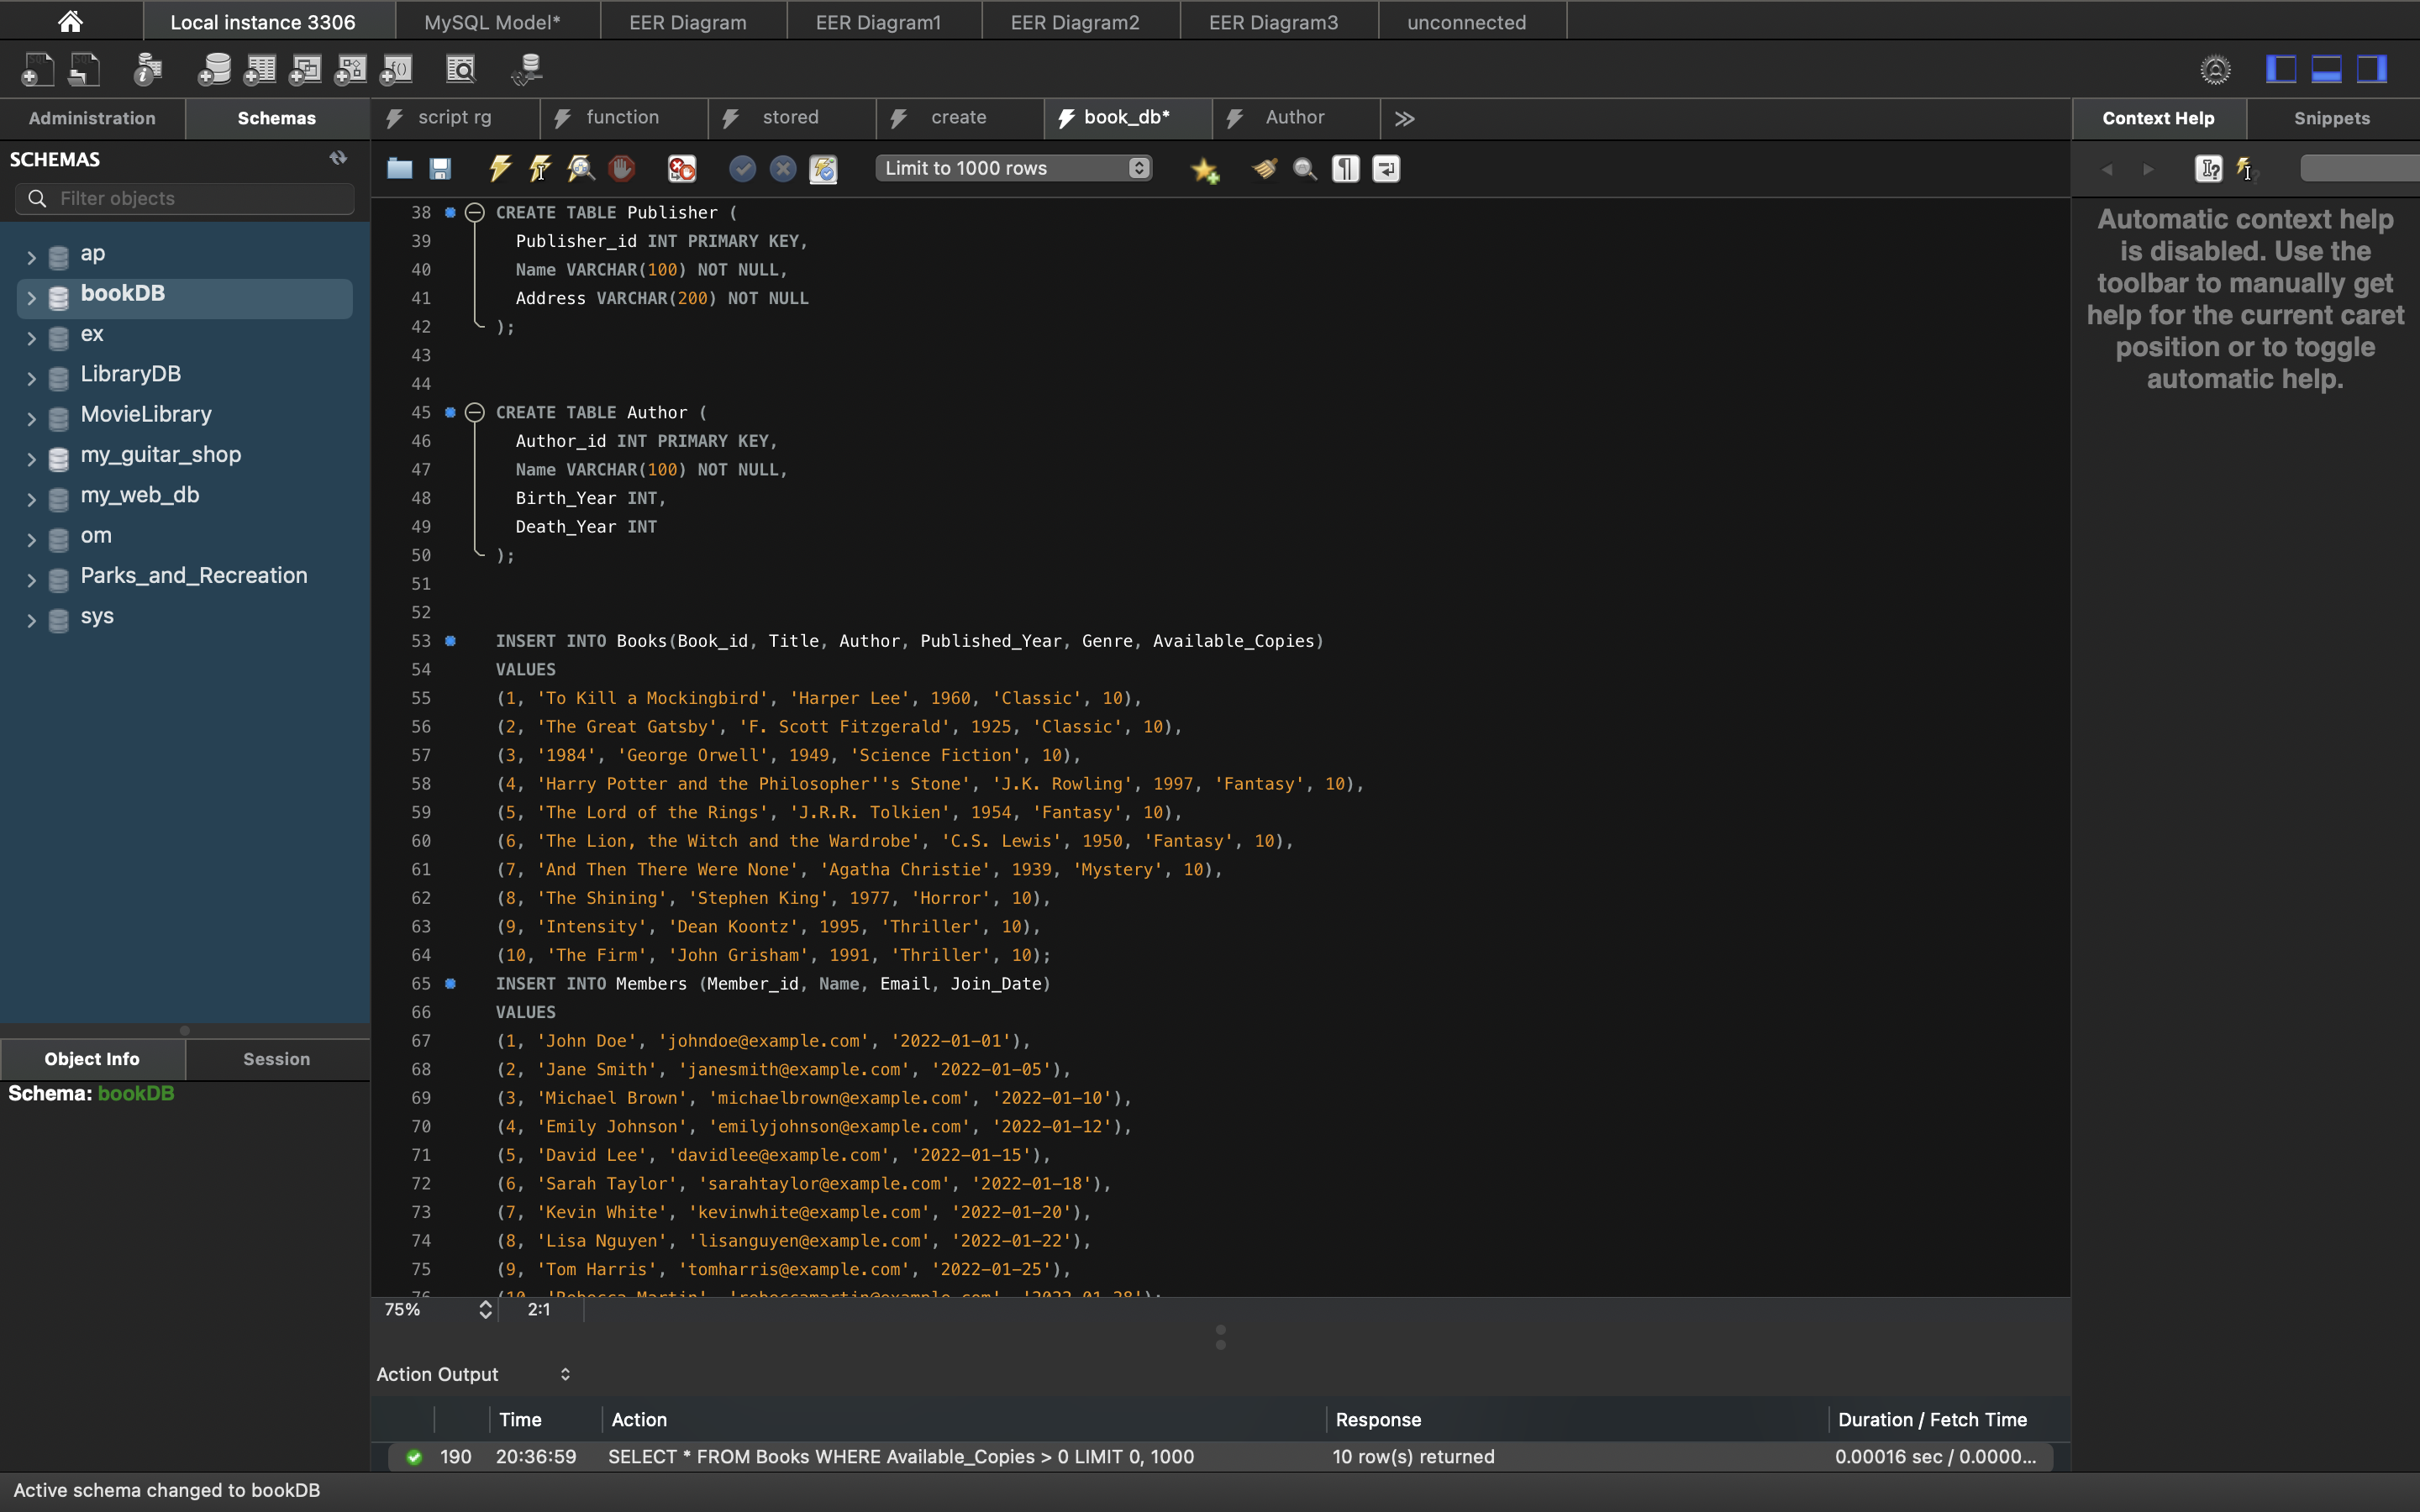 Local instance 3306 MySQL Model* EER Diagram EER Diagram1 EER Diagram2 EER Diagram3 unconnected
Administration Schemas
script rg function stored create book_db* Author
Context Help Snippets
SCHEMAS
Filter objects
Limit to 1000 rows
ap
bookDB
ex
LibraryDB
MovieLibrary
my_guitar_shop
my_web_db
om
Parks_and_Recreation
sys
Object Info Session
Schema: bookDB
38 CREATE TABLE Publisher (
39 Publisher_id INT PRIMARY KEY,
40 Name VARCHAR(100) NOT NULL,
41 Address VARCHAR(200) NOT NULL
42 );
43
44
45 CREATE TABLE Author (
46 Author_id INT PRIMARY KEY,
47 Name VARCHAR(100) NOT NULL,
48 Birth_Year INT,
49 Death_Year INT
50 );
51
52
53 INSERT INTO Books(Book_id, Title, Author, Published_Year, Genre, Available_Copies)
54 VALUES
55 (1, 'To Kill a Mockingbird', 'Harper Lee', 1960, 'Classic', 10),
56 (2, 'The Great Gatsby', 'F. Scott Fitzgerald', 1925, 'Classic', 10),
57 (3, '1984', 'George Orwell', 1949, 'Science Fiction', 10),
58 (4, 'Harry Potter and the Philosopher''s Stone', 'J.K. Rowling', 1997, 'Fantasy', 10),
59 (5, 'The Lord of the Rings', 'J.R.R. Tolkien', 1954, 'Fantasy', 10),
60 (6, 'The Lion, the Witch and the Wardrobe', 'C.S. Lewis', 1950, 'Fantasy', 10),
61 (7, 'And Then There Were None', 'Agatha Christie', 1939, 'Mystery', 10),
62 (8, 'The Shining', 'Stephen King', 1977, 'Horror', 10),
63 (9, 'Intensity', 'Dean Koontz', 1995, 'Thriller', 10),
64 (10, 'The Firm', 'John Grisham', 1991, 'Thriller', 10);
65 INSERT INTO Members (Member_id, Name, Email, Join_Date)
66 VALUES
67 (1, 'John Doe', 'johndoe@example.com', '2022-01-01'),
68 (2, 'Jane Smith', 'janesmith@example.com', '2022-01-05'),
69 (3, 'Michael Brown', 'michaelbrown@example.com', '2022-01-10'),
70 (4, 'Emily Johnson', 'emilyjohnson@example.com', '2022-01-12'),
71 (5, 'David Lee', 'davidlee@example.com', '2022-01-15'),
72 (6, 'Sarah Taylor', 'sarahtaylor@example.com', '2022-01-18'),
73 (7, 'Kevin White', 'kevinwhite@example.com', '2022-01-20'),
74 (8, 'Lisa Nguyen', 'lisanguyen@example.com', '2022-01-22'),
75 (9, 'Tom Harris', 'tomharris@example.com', '2022-01-25'),
75% 2:1
Automatic context help
is disabled. Use the
toolbar to manually get
help for the current caret
position or to toggle
automatic help.
Action Output
Time Action Response Duration / Fetch Time
190 20:36:59 SELECT * FROM Books WHERE Available_Copies > 0 LIMIT 0, 1000 10 row(s) returned 0.00016 sec / 0.0000...
Active schema changed to bookDB